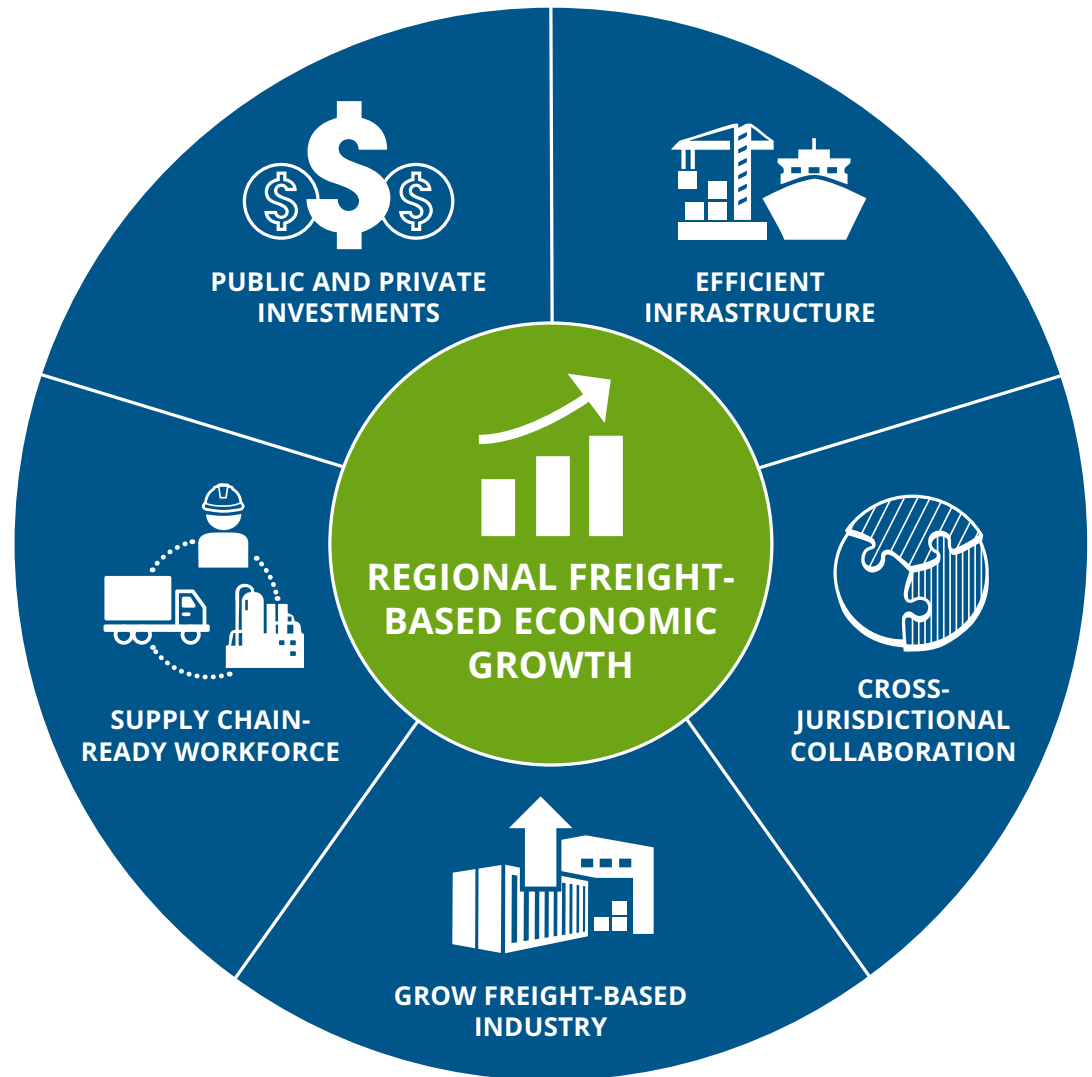 PUBLIC AND PRIVATE
INVESTMENTS
EFFICIENT
INFRASTRUCTURE
REGIONAL FREIGHT-
BASED ECONOMIC
GROWTH
CROSS-
JURISDICTIONAL
COLLABORATION
SUPPLY CHAIN-
READY WORKFORCE
GROW FREIGHT-BASED
INDUSTRY